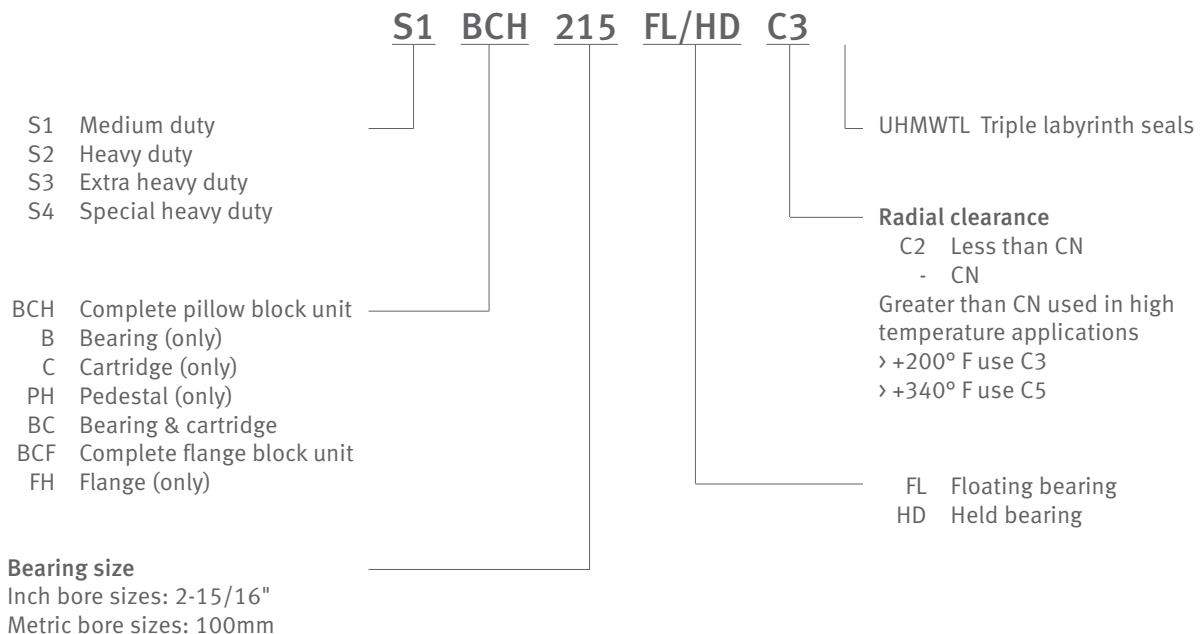 S1 BCH 215 FL/HD C3
S1 Medium duty
S2 Heavy duty
S3 Extra heavy duty
S4 Special heavy duty
BCH Complete pillow block unit
B Bearing (only)
C Cartridge (only)
PH Pedestal (only)
BC Bearing & cartridge
BCF Complete flange block unit
FH Flange (only)
Bearing size
Inch bore sizes: 2-15/16"
Metric bore sizes: 100mm
UHMWTL Triple labyrinth seals
Radial clearance
C2 Less than CN
- CN
Greater than CN used in high
temperature applications
> +200° F use C3
> +340° F use C5
FL Floating bearing
HD Held bearing